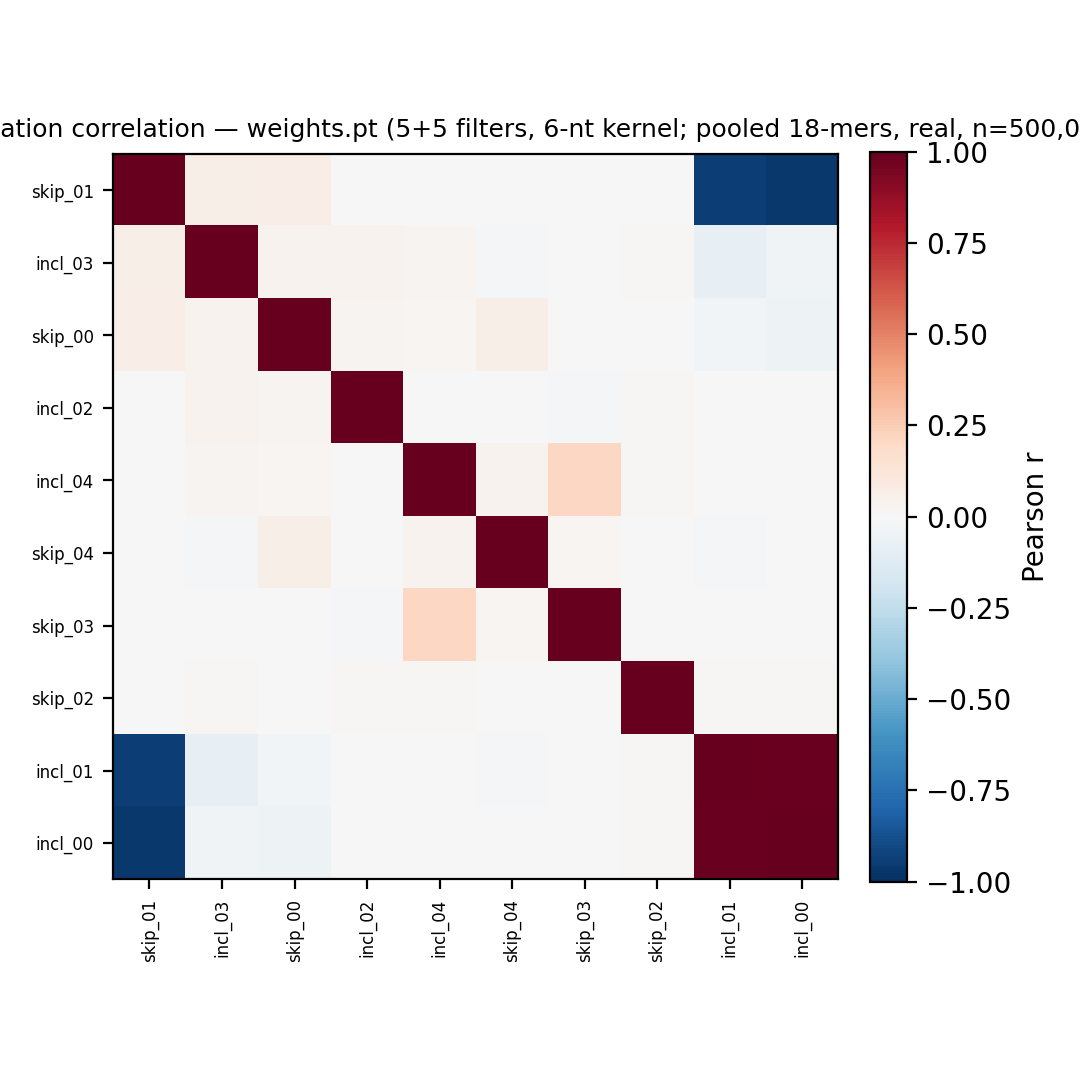 ation correlation — weights.pt (5+5 filters, 6-nt kernel; pooled 18-mers, real, n=500,0
skip_01
incl_03
skip_00
incl_02
incl_04
skip_04
skip_03
skip_02
incl_01
incl_00
skip_01 incl_03 skip_00 incl_02 incl_04 skip_04 skip_03 skip_02 incl_01 incl_00
1.00
0.75
0.50
0.25
0.00
−0.25
−0.50
−0.75
−1.00
Pearson r